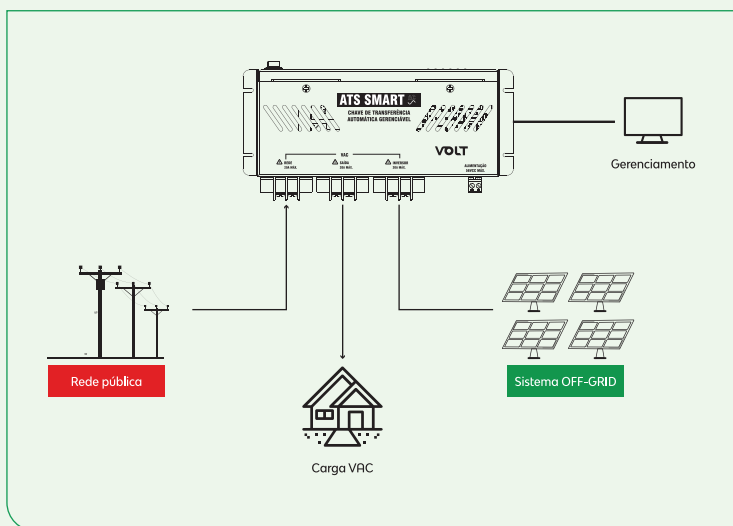 ATS SMART
CHAVE DE TRANSFERÊNCIA
AUTOMÁTICA GERENCIÁVEL
VOLT
VAC
REDE
SAÍDA
INVERSOR
ALIMENTAÇÃO
Gerenciamento
Rede pública
Sistema OFF-GRID
Carga VAC